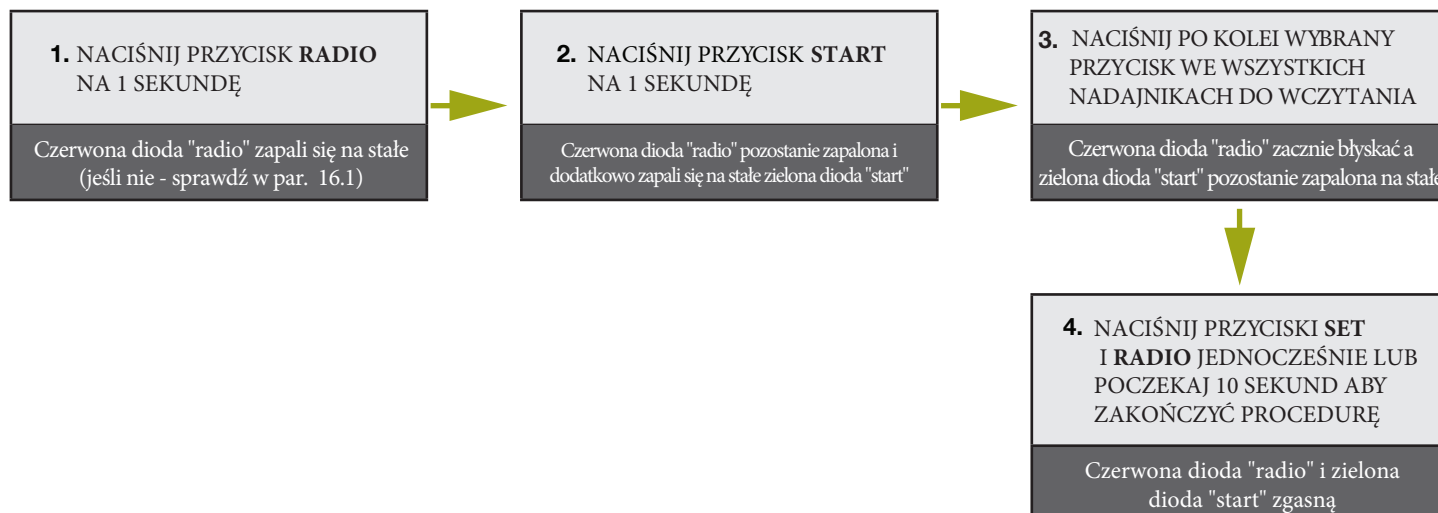 1. NACIŚNIJ PRZYCISK RADIO
NA 1 SEKUNDĘ
Czerwona dioda "radio" zapali się na stałe
(jeśli nie - sprawdź w par. 16.1)
2. NACIŚNIJ PRZYCISK START
NA 1 SEKUNDĘ
Czerwona dioda "radio" pozostanie zapalona i
dodatkowo zapali się na stałe zielona dioda "start"
3. NACIŚNIJ PO KOLEI WYBRANY
PRZYCISK WE WSZYSTKICH
NADAJNIKACH DO WCZYTANIA
Czerwona dioda "radio" zacznie błyskać a
zielona dioda "start" pozostanie zapalona na stałe
4. NACIŚNIJ PRZYCISKI SET
I RADIO JEDNOCZEŚNIE LUB
POCZEKAJ 10 SEKUND ABY
ZAKOŃCZYĆ PROCEDURĘ
Czerwona dioda "radio" i zielona
dioda "start" zgasną